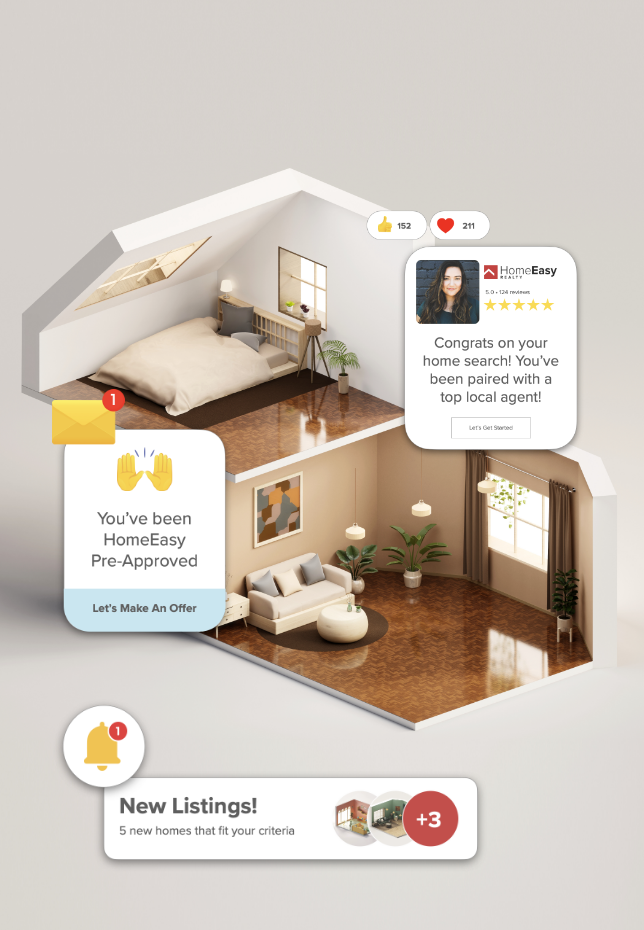 152
211
HomeEasy
REALTY
5.0 • 124 reviews
Congrats on your
home search! You've
been paired with a
top local agent!
Let's Get Started
1
You've been
HomeEasy
Pre-Approved
Let's Make An Offer
1
New Listings!
5 new homes that fit your criteria
+3